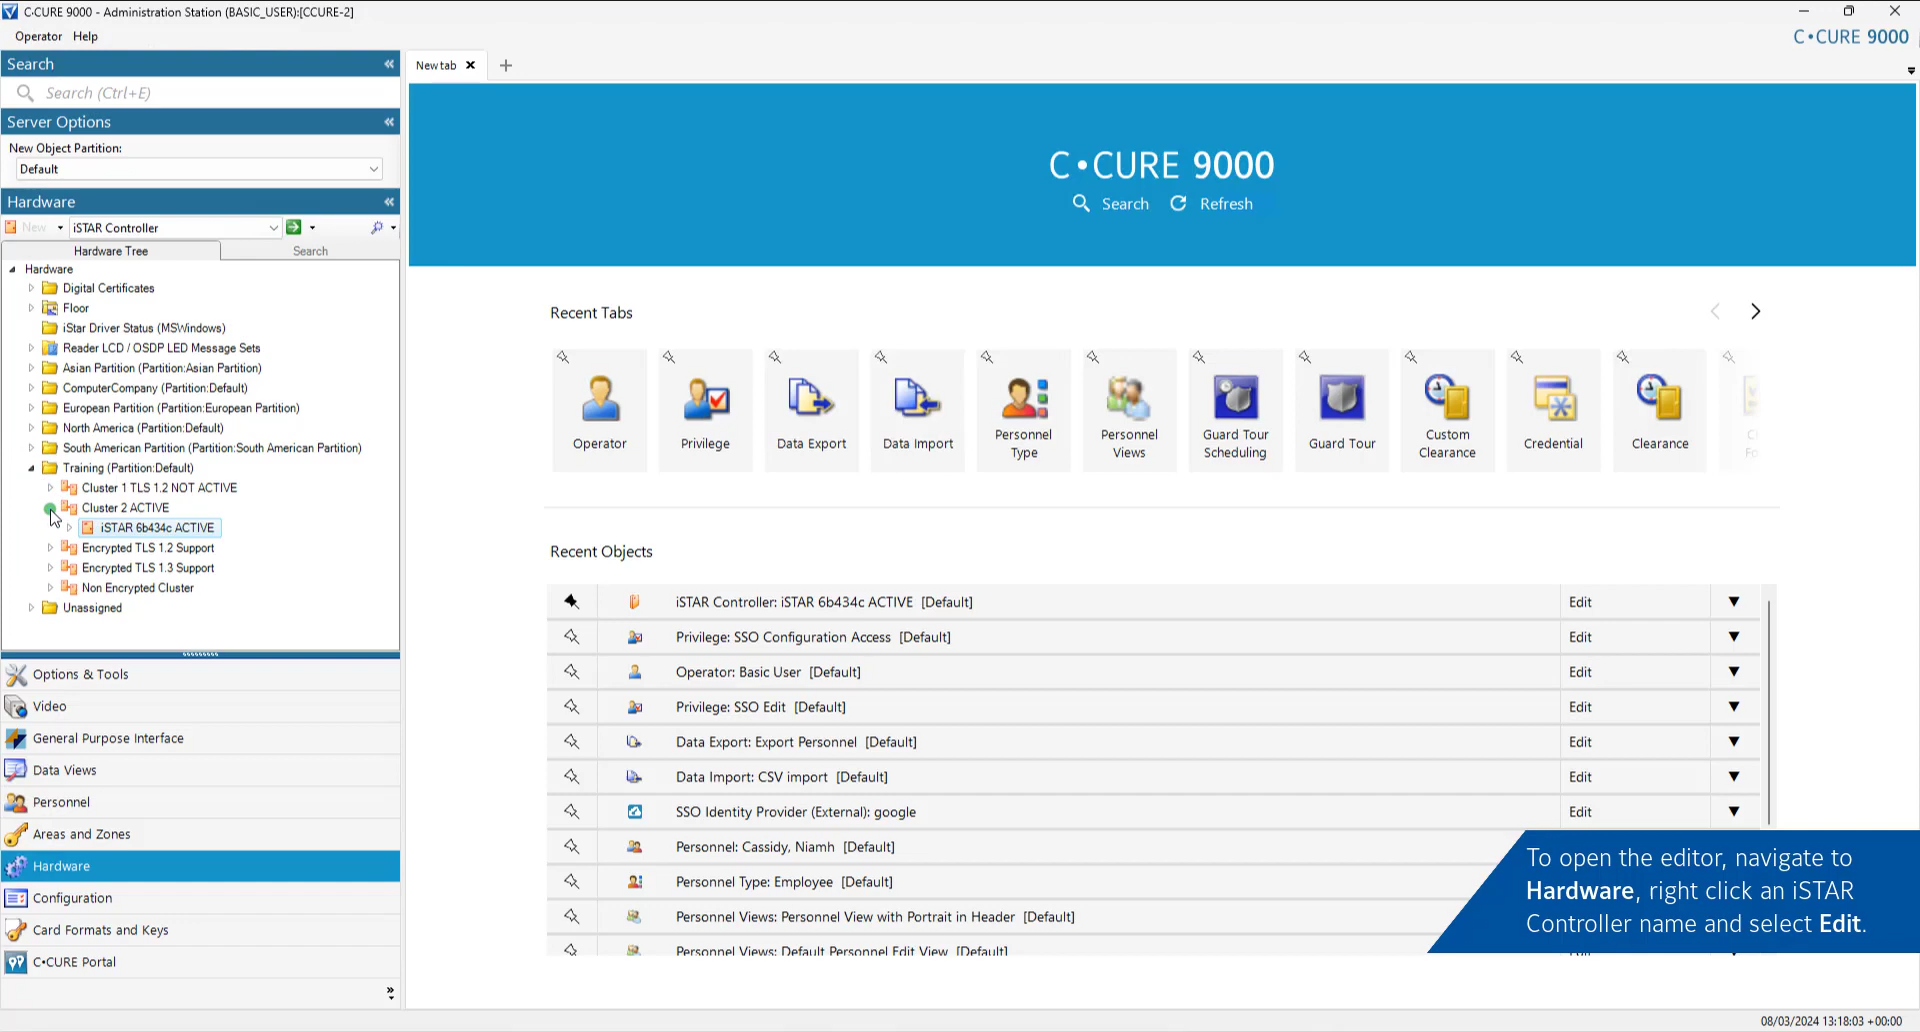 C•CURE 9000 - Administration Station (BASIC_USER):[CCURE-2]
Operator Help
C•CURE 9000
Search
Search (Ctrl+E)
Server Options
New Object Partition:
Default
Hardware
New
iSTAR Controller
Hardware Tree
Search
Hardware
Digital Certificates
Floor
iStar Driver Status (MSWindows)
Reader LCD / OSDP LED Message Sets
Asian Partition (Partition:Asian Partition)
ComputerCompany (Partition:Default)
European Partition (Partition:European Partition)
North America (Partition:Default)
South American Partition (Partition:South American Partition)
Training (Partition:Default)
Cluster 1 TLS 1.2 NOT ACTIVE
Cluster 2 ACTIVE
iSTAR 6b434c ACTIVE
Encrypted TLS 1.2 Support
Encrypted TLS 1.3 Support
Non Encrypted Cluster
Unassigned
Options & Tools
Video
General Purpose Interface
Data Views
Personnel
Areas and Zones
Hardware
Configuration
Card Formats and Keys
C•CURE Portal
New tab
C•CURE 9000
Search
Refresh
Recent Tabs
Operator
Privilege
Data Export
Data Import
Personnel
Type
Personnel
Views
Guard Tour
Scheduling
Guard Tour
Custom
Clearance
Credential
Clearance
Recent Objects
iSTAR Controller: iSTAR 6b434c ACTIVE [Default] Edit
Privilege: SSO Configuration Access [Default] Edit
Operator: Basic User [Default] Edit
Privilege: SSO Edit [Default] Edit
Data Export: Export Personnel [Default] Edit
Data Import: CSV import [Default] Edit
SSO Identity Provider (External): google Edit
Personnel: Cassidy, Niamh [Default]
Personnel Type: Employee [Default]
Personnel Views: Personnel View with Portrait in Header [Default]
Personnel Views: Default Personnel Edit View [Default]
To open the editor, navigate to
Hardware, right click an iSTAR
Controller name and select Edit.
08/03/2024 13:18:03 +00:00